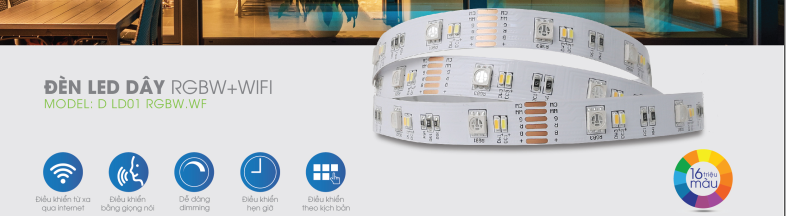 ĐÈN LED DÂY RGBW+WIFI
MODEL: D LD01 RGBW.WF
Điều khiển từ xa
qua internet
Điều khiển
bằng giọng nói
Dễ dàng
dimming
Điều khiển
hẹn giờ
Điều khiển
theo kịch bản
16 triệu
màu